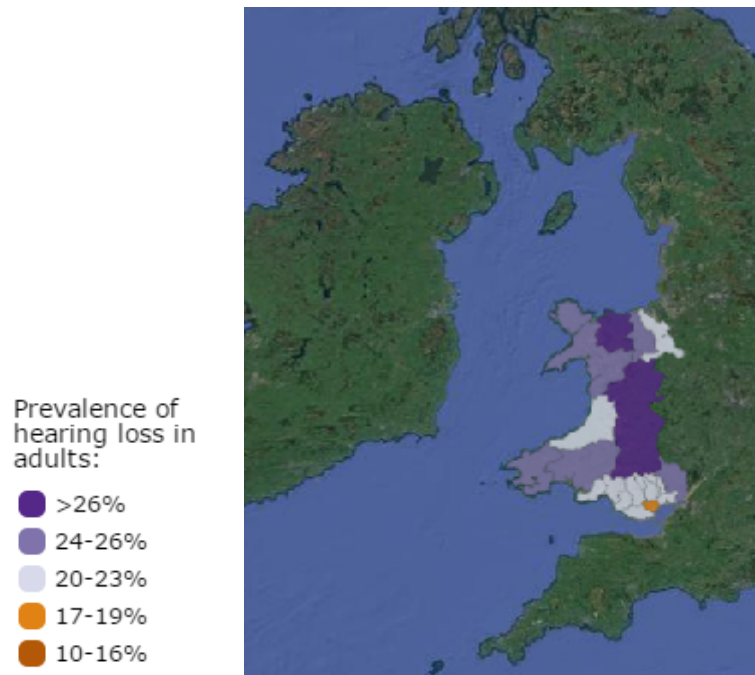 Prevalence of
hearing loss in
adults:
>26%
24-26%
20-23%
17-19%
10-16%